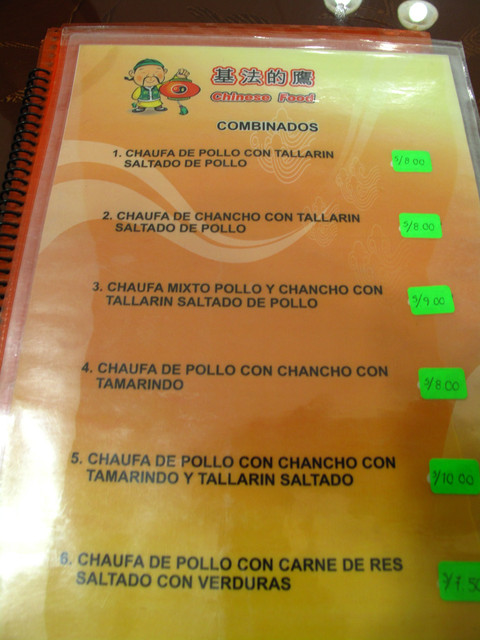 基法的鷹
Chinese Food
COMBINADOS
1. CHAUFA DE POLLO CON TALLARIN
SALTADO DE POLLO
S/8.00
2. CHAUFA DE CHANCHO CON TALLARIN
SALTADO DE POLLO
S/8.00
3. CHAUFA MIXTO POLLO Y CHANCHO CON
TALLARIN SALTADO DE POLLO
S/9.00
4. CHAUFA DE POLLO CON CHANCHO CON
TAMARINDO
S/8.00
5. CHAUFA DE POLLO CON CHANCHO CON
TAMARINDO Y TALLARIN SALTADO
S/10.00
6. CHAUFA DE POLLO CON CARNE DE RES
SALTADO CON VERDURAS